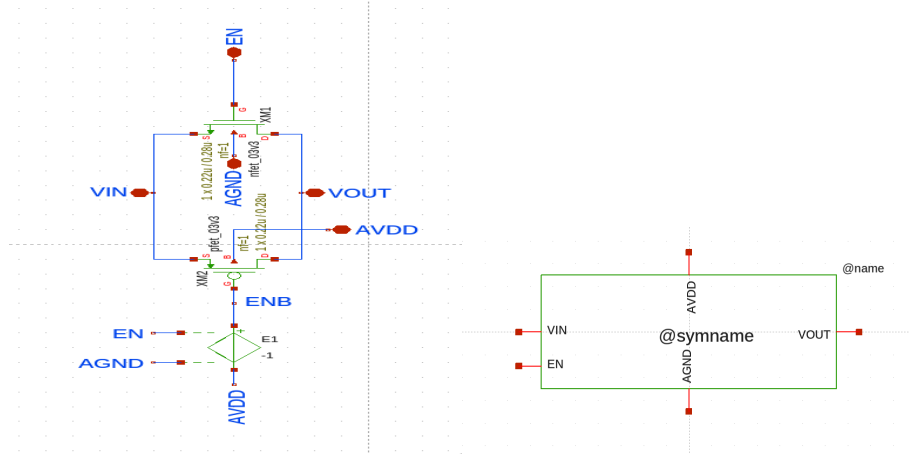 EN
G
XM1
S
B
D
1 x 0.22u / 0.28u
nf=1
nfet_03v3
AGND
VIN
VOUT
AVDD
pfet_03v3
nf=1
1 x 0.22u / 0.28u
S
B
D
XM2
G
ENB
EN
+
E1
-1
AGND
AVDD
@name
AVDD
VIN
@symname
VOUT
EN
AGND